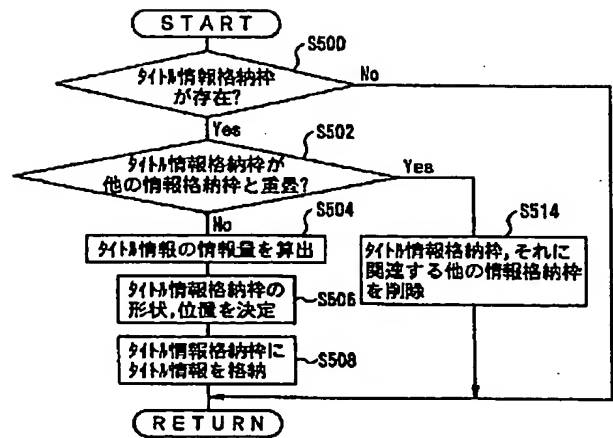 START
S500
タイトル情報格納枠
が存在?
No
Yes
S502
タイトル情報格納枠が
他の情報格納枠と重畳?
Yes
No
S504
タイトル情報の情報量を算出
S514
タイトル情報格納枠,それに
関連する他の情報格納枠
を削除
タイトル情報格納枠の
形状,位置を決定
S506
タイトル情報格納枠に
タイトル情報を格納
S508
RETURN